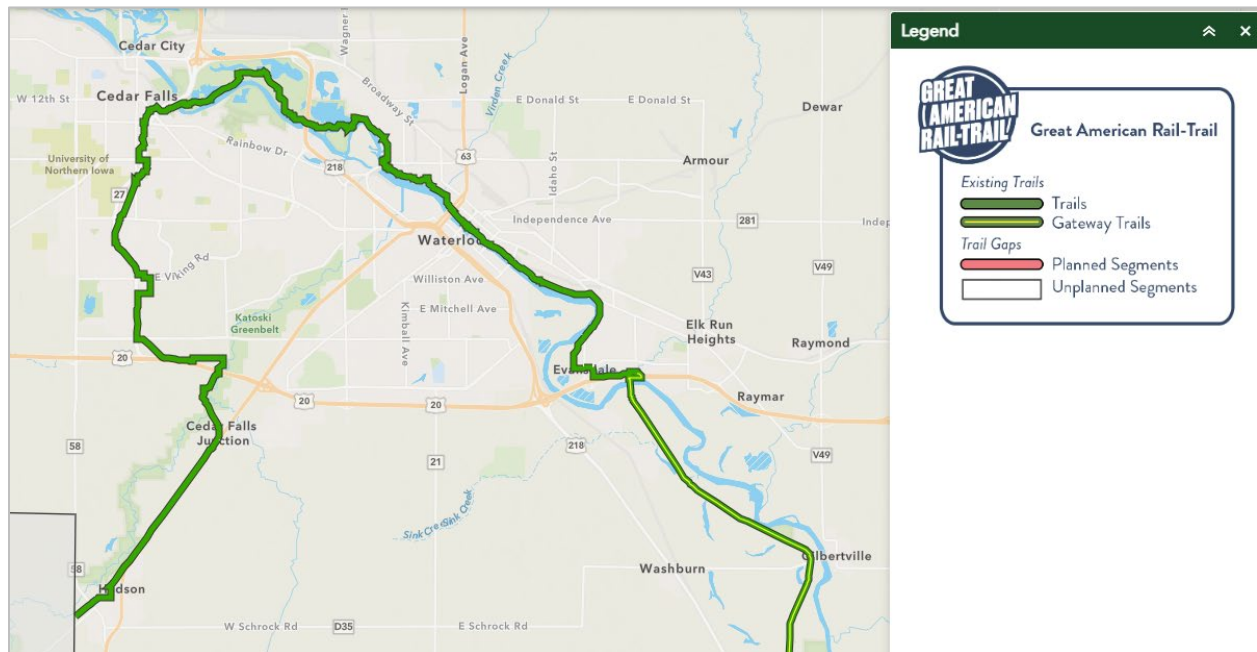 Cedar City
Wagner
Logan Ave
W 12th St
Cedar Falls
Broadway St
Virden Creek
E Donald St
E Donald St
Dewar
Rainbow Dr
University of
Northern Iowa
218
63
Idaho St
Armour
27
Independence Ave
281
Indep
Waterloo
E Viking Rd
Williston Ave
V43
V49
Katoski
Greenbelt
Kimball Ave
E Mitchell Ave
Elk Run
Heights
Raymond
20
Evansdale
Raymar
20
20
Cedar Falls
Junction
58
218
21
V49
Sink Creek
Sink Creek
Gilbertville
58
Hudson
Washburn
W Schrock Rd
D35
E Schrock Rd
Legend
GREAT
AMERICAN
RAIL-TRAIL
Great American Rail-Trail
Existing Trails
Trails
Gateway Trails
Trail Gaps
Planned Segments
Unplanned Segments